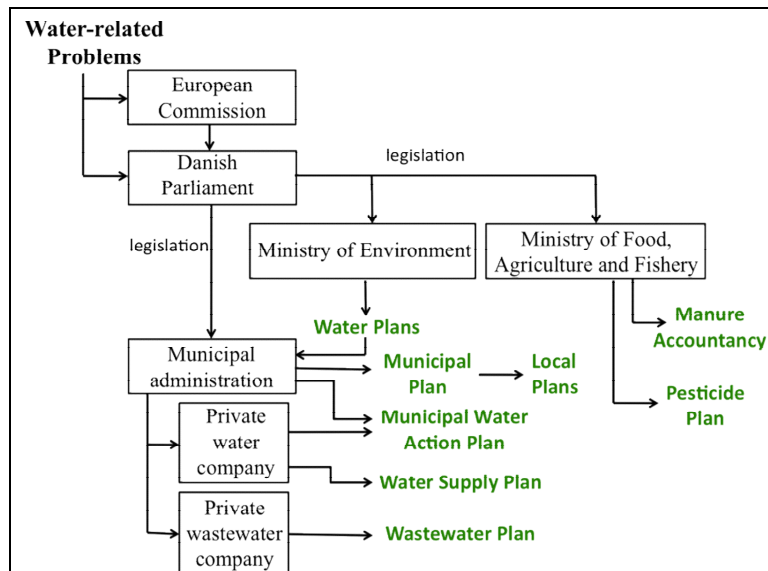 Water-related
Problems
European
Commission
Danish
Parliament
legislation
legislation
Ministry of Environment
Ministry of Food,
Agriculture and Fishery
Water Plans
Manure
Accountancy
Municipal
administration
Municipal
Plan
Local
Plans
Pesticide
Plan
Private
water
company
Municipal Water
Action Plan
Water Supply Plan
Private
wastewater
company
Wastewater Plan